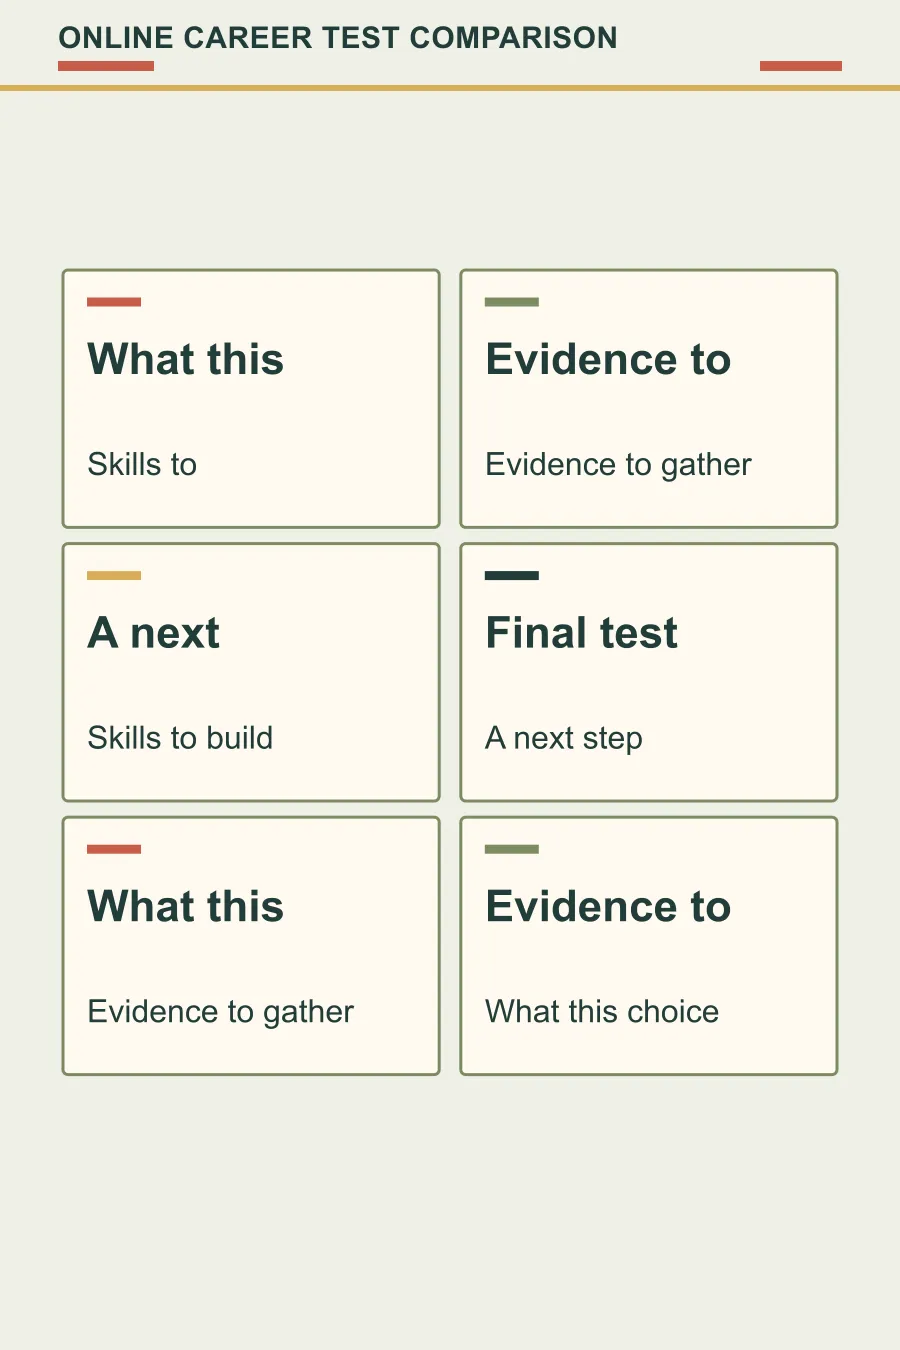 ONLINE CAREER TEST COMPARISON
What this
Skills to
Evidence to
Evidence to gather
A next
Skills to build
Final test
A next step
What this
Evidence to gather
Evidence to
What this choice